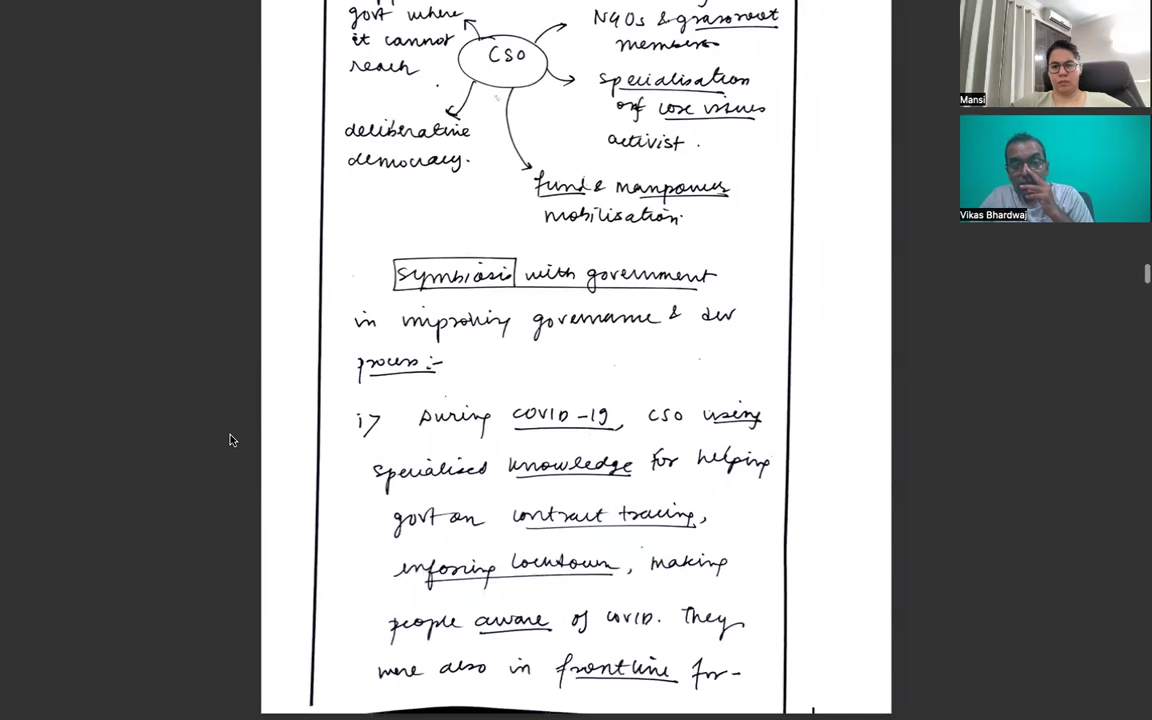 govt where
it cannot
reach
CSO
NGOs & grassroot
members
specialisation
of core issues
activist.
deliberative
democracy.
fund & manpower
mobilisation.
symbiosis with government
in improving governance & dev
process:-
i> During COVID-19, CSO using
specialised knowledge for helping
govt on contract tracing,
enforing lockdown, making
people aware of covid. They
were also in frontline for-
Mansi
Vikas Bhardwaj